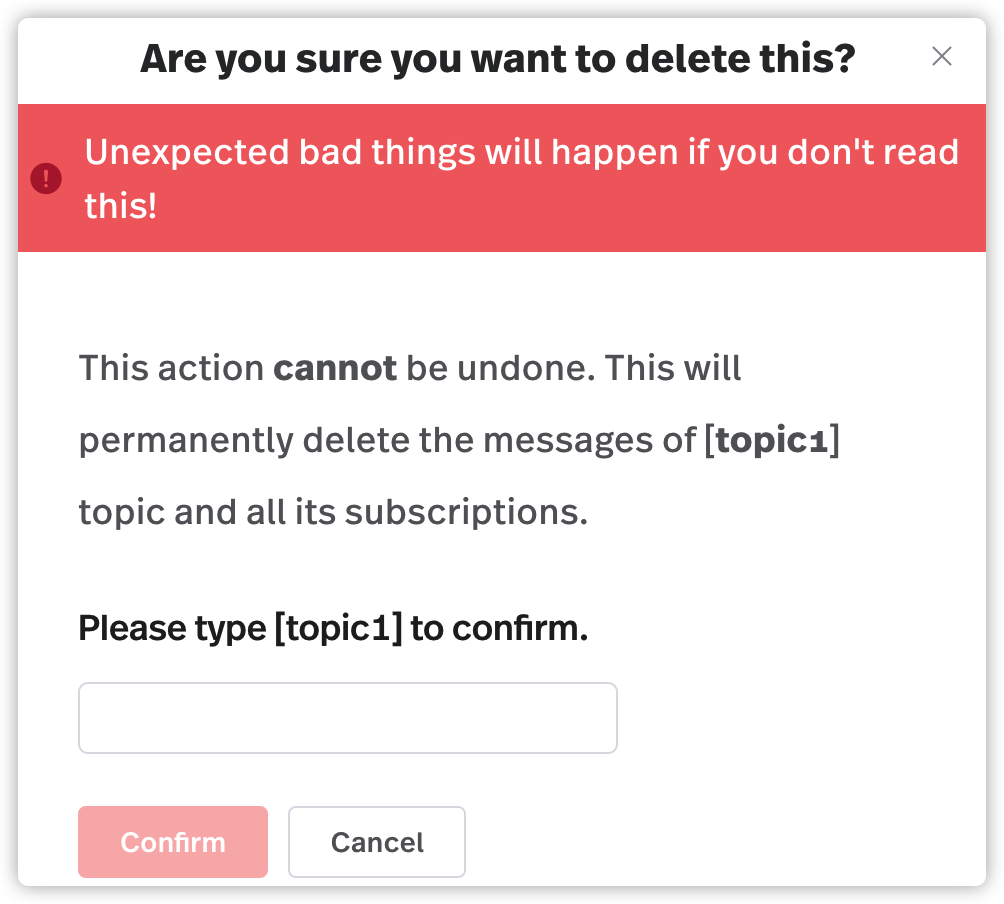 Are you sure you want to delete this?
Unexpected bad things will happen if you don't read
this!
This action cannot be undone. This will
permanently delete the messages of [topic1]
topic and all its subscriptions.
Please type [topic1] to confirm.
Confirm
Cancel